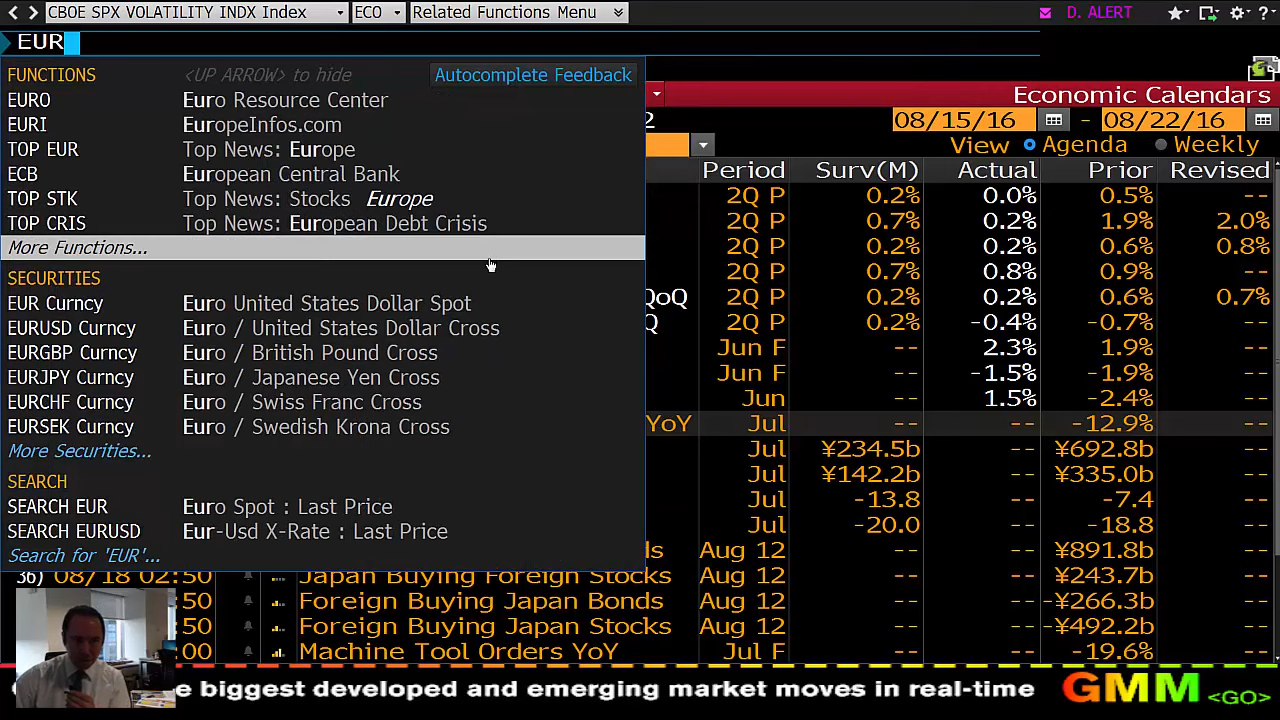 CBOE SPX VOLATILITY INDX Index ECO Related Functions Menu D. ALERT
EUR
FUNCTIONS <UP ARROW> to hide Autocomplete Feedback
EURO Euro Resource Center
EURI EuropeInfos.com
TOP EUR Top News: Europe
ECB European Central Bank
TOP STK Top News: Stocks Europe
TOP CRIS Top News: European Debt Crisis
More Functions...
SECURITIES
EUR Curncy Euro United States Dollar Spot
EURUSD Curncy Euro / United States Dollar Cross
EURGBP Curncy Euro / British Pound Cross
EURJPY Curncy Euro / Japanese Yen Cross
EURCHF Curncy Euro / Swiss Franc Cross
EURSEK Curncy Euro / Swedish Krona Cross
More Securities...
SEARCH
SEARCH EUR Euro Spot : Last Price
SEARCH EURUSD Eur-Usd X-Rate : Last Price
Search for 'EUR'...
Economic Calendars
2 08/15/16 - 08/22/16
View Agenda Weekly
Period Surv(M) Actual Prior Revised
2Q P 0.2% 0.0% 0.5% --
2Q P 0.7% 0.2% 1.9% 2.0%
2Q P 0.2% 0.2% 0.6% 0.8%
2Q P 0.7% 0.8% 0.9% --
QoQ 2Q P 0.2% 0.2% 0.6% 0.7%
Q 2Q P 0.2% -0.4% -0.7% --
Jun F -- 2.3% 1.9% --
Jun F -- -1.5% -1.9% --
Jun -- 1.5% -2.4% --
YoY Jul -- -- -12.9% --
Jul ¥234.5b -- ¥692.8b --
Jul ¥142.2b -- ¥335.0b --
Jul -13.8 -- -7.4 --
Jul -20.0 -- -18.8 --
ds Aug 12 -- -- ¥891.8b --
36) 08/18 02:50 Japan Buying Foreign Stocks Aug 12 -- -- ¥243.7b --
50 Foreign Buying Japan Bonds Aug 12 -- -- -¥266.3b --
50 Foreign Buying Japan Stocks Aug 12 -- -- -¥492.2b --
00 Machine Tool Orders YoY Jul F -- -- -19.6% --
e biggest developed and emerging market moves in real-time GMM <GO>